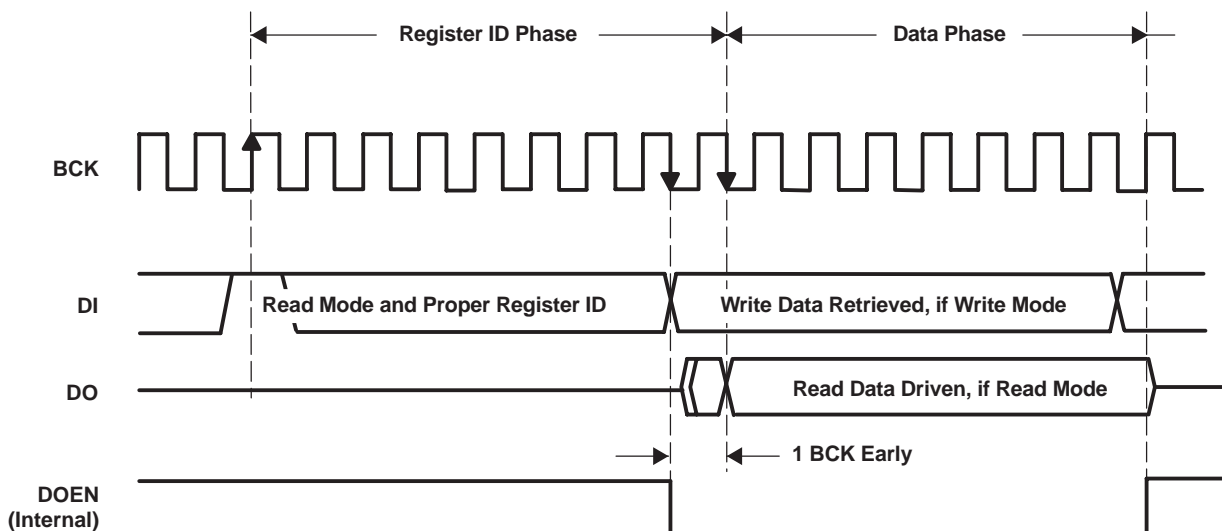 Register ID Phase
Data Phase
BCK
DI
Read Mode and Proper Register ID
Write Data Retrieved, if Write Mode
DO
Read Data Driven, if Read Mode
1 BCK Early
DOEN
(Internal)